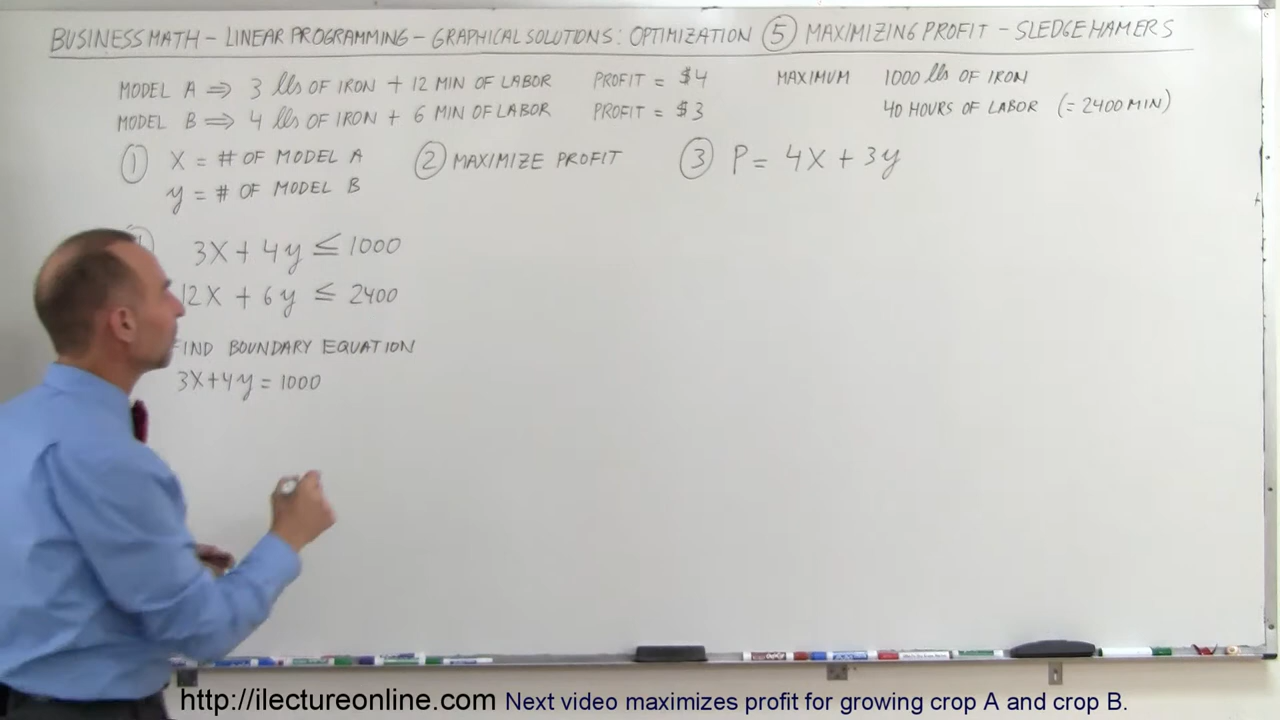 BUSINESS MATH – LINEAR PROGRAMMING – GRAPHICAL SOLUTIONS: OPTIMIZATION ⑤ MAXIMIZING PROFIT – SLEDGEHAMERS
MODEL A ⇒ 3 lbs OF IRON + 12 MIN OF LABOR PROFIT = $4 MAXIMUM 1000 lbs OF IRON
MODEL B ⇒ 4 lbs OF IRON + 6 MIN OF LABOR PROFIT = $3 40 HOURS OF LABOR (= 2400 MIN)
① X = # OF MODEL A ② MAXIMIZE PROFIT ③ P = 4X + 3y
y = # OF MODEL B
3X + 4y ≤ 1000
12X + 6y ≤ 2400
FIND BOUNDARY EQUATION
3X+4y = 1000
http://ilectureonline.com Next video maximizes profit for growing crop A and crop B.